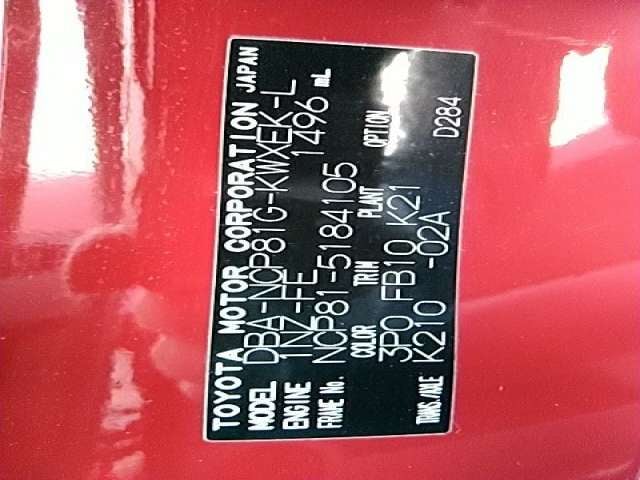 TOYOTA MOTOR CORPORATION JAPAN
MODEL DBA-NCP81G-KWXEK-L
ENGINE 1NZ-FE 1496 mL
FRAME No. NCP81-5184105
COLOR TRIM PLANT OPTION
3P0 FB10 K21
TRANS/AXLE K210 -02A D284